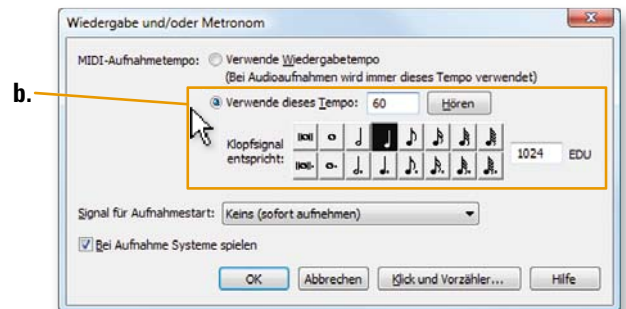 Wiedergabe und/oder Metronom
MIDI-Aufnahmetempo: Verwende Wiedergabetempo
(Bei Audioaufnahmen wird immer dieses Tempo verwendet)
b.
Verwende dieses Tempo: 60 Hören
Klopfsignal
entspricht:
1024 EDU
Signal für Aufnahmestart: Keins (sofort aufnehmen)
Bei Aufnahme Systeme spielen
OK Abbrechen Klick und Vorzähler... Hilfe